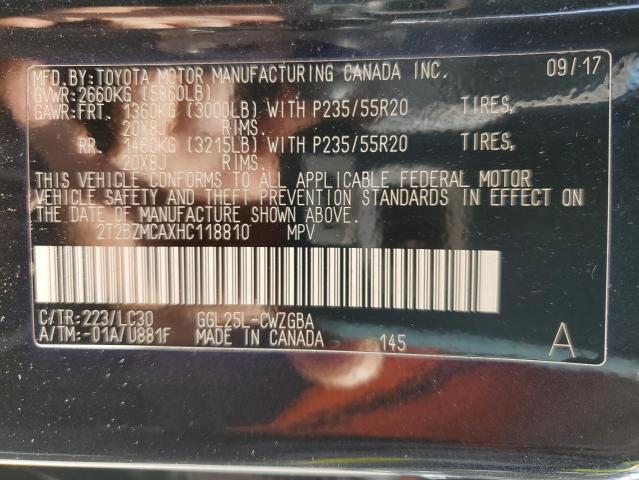 MFD.BY:TOYOTA MOTOR MANUFACTURING CANADA INC. 09/17
GVWR:2660KG (5860LB)
GAWR:FRT. 1360KG (3000LB) WITH P235/55R20 TIRES,
20X8J RIMS.
RR. 1460KG (3215LB) WITH P235/55R20 TIRES,
20X8J RIMS.
THIS VEHICLE CONFORMS TO ALL APPLICABLE FEDERAL MOTOR
VEHICLE SAFETY AND THEFT PREVENTION STANDARDS IN EFFECT ON
THE DATE OF MANUFACTURE SHOWN ABOVE.
2T2BZMCAXHC118810 MPV
C/TR:223/LC30 GGL25L-CWZGBA
A/TM:-01A/U881F MADE IN CANADA 145 A